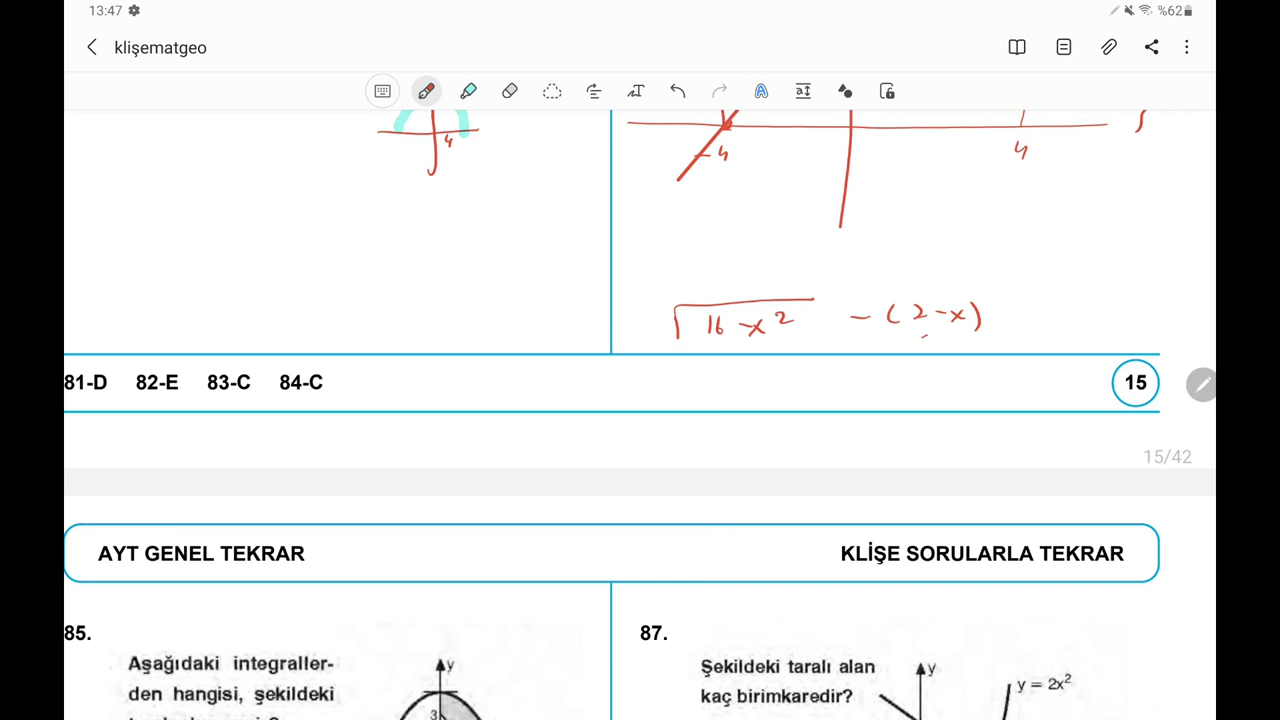 13:47
%62
klişematgeo
4
-4
4
√16-x² - (2-x)
81-D 82-E 83-C 84-C
15
15/42
AYT GENEL TEKRAR
KLİŞE SORULARLA TEKRAR
85.
Aşağıdaki integraller-
den hangisi, şekildeki
y
3
87.
Şekildeki taralı alan
kaç birimkaredir?
y
y = 2x²